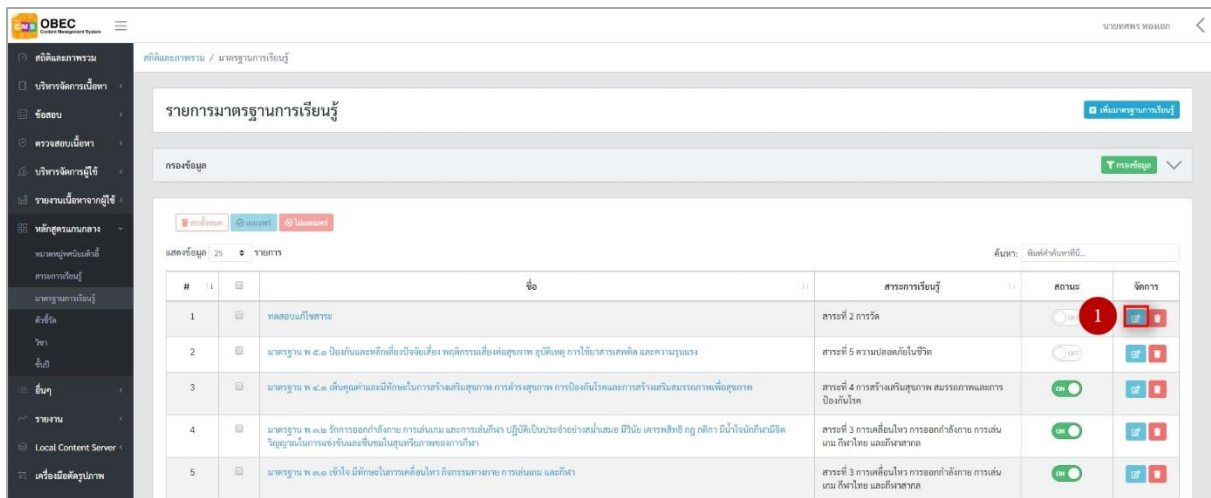 CMS OBEC
Content Management System
นายทศพร ทองเอก
สถิติและภาพรวม
สถิติและภาพรวม / มาตรฐานการเรียนรู้
บริหารจัดการเนื้อหา
ข้อสอบ
ตรวจสอบเนื้อหา
บริหารจัดการผู้ใช้
รายงานเนื้อหาจากผู้ใช้
หลักสูตรแกนกลาง
สาระการเรียนรู้
มาตรฐานการเรียนรู้
ตัวชี้วัด
วิชา
ชั้นปี
อื่นๆ
รายงาน
Local Content Server
เครื่องมือตัดรูปภาพ
รายการมาตรฐานการเรียนรู้
เพิ่มมาตรฐานการเรียนรู้
กรองข้อมูล
กรองข้อมูล
ลบทั้งหมด เผยแพร่ ไม่เผยแพร่
แสดงข้อมูล 25 รายการ
ค้นหา: พิมพ์คำค้นหาที่นี่...
# ชื่อ สาระการเรียนรู้ สถานะ จัดการ
1 ทดสอบแก้ไขสาระ สาระที่ 2 การวัด OFF 1
2 มาตรฐาน พ ๕.๑ ป้องกันและหลีกเลี่ยงปัจจัยเสี่ยง พฤติกรรมเสี่ยงต่อสุขภาพ อุบัติเหตุ การใช้ยาสารเสพติด และความรุนแรง สาระที่ 5 ความปลอดภัยในชีวิต OFF
3 มาตรฐาน พ ๔.๑ เห็นคุณค่าและมีทักษะในการสร้างเสริมสุขภาพ การดำรงสุขภาพ การป้องกันโรคและการสร้างเสริมสมรรถภาพเพื่อสุขภาพ สาระที่ 4 การสร้างเสริมสุขภาพ สมรรถภาพและการ ON
ป้องกันโรค
4 มาตรฐาน พ ๓.๒ รักการออกกำลังกาย การเล่นเกม และการเล่นกีฬา ปฏิบัติเป็นประจำอย่างสม่ำเสมอ มีวินัย เคารพสิทธิ กฎ กติกา มีน้ำใจนักกีฬามีจิต สาระที่ 3 การเคลื่อนไหว การออกกำลังกาย การเล่น ON
วิญญาณในการแข่งขันและชื่นชมในสุนทรียภาพของการกีฬา เกม กีฬาไทย และกีฬาสากล
5 มาตรฐาน พ ๓.๑ เข้าใจ มีทักษะในการเคลื่อนไหว กิจกรรมทางกาย การเล่นเกม และกีฬา สาระที่ 3 การเคลื่อนไหว การออกกำลังกาย การเล่น ON
เกม กีฬาไทย และกีฬาสากล